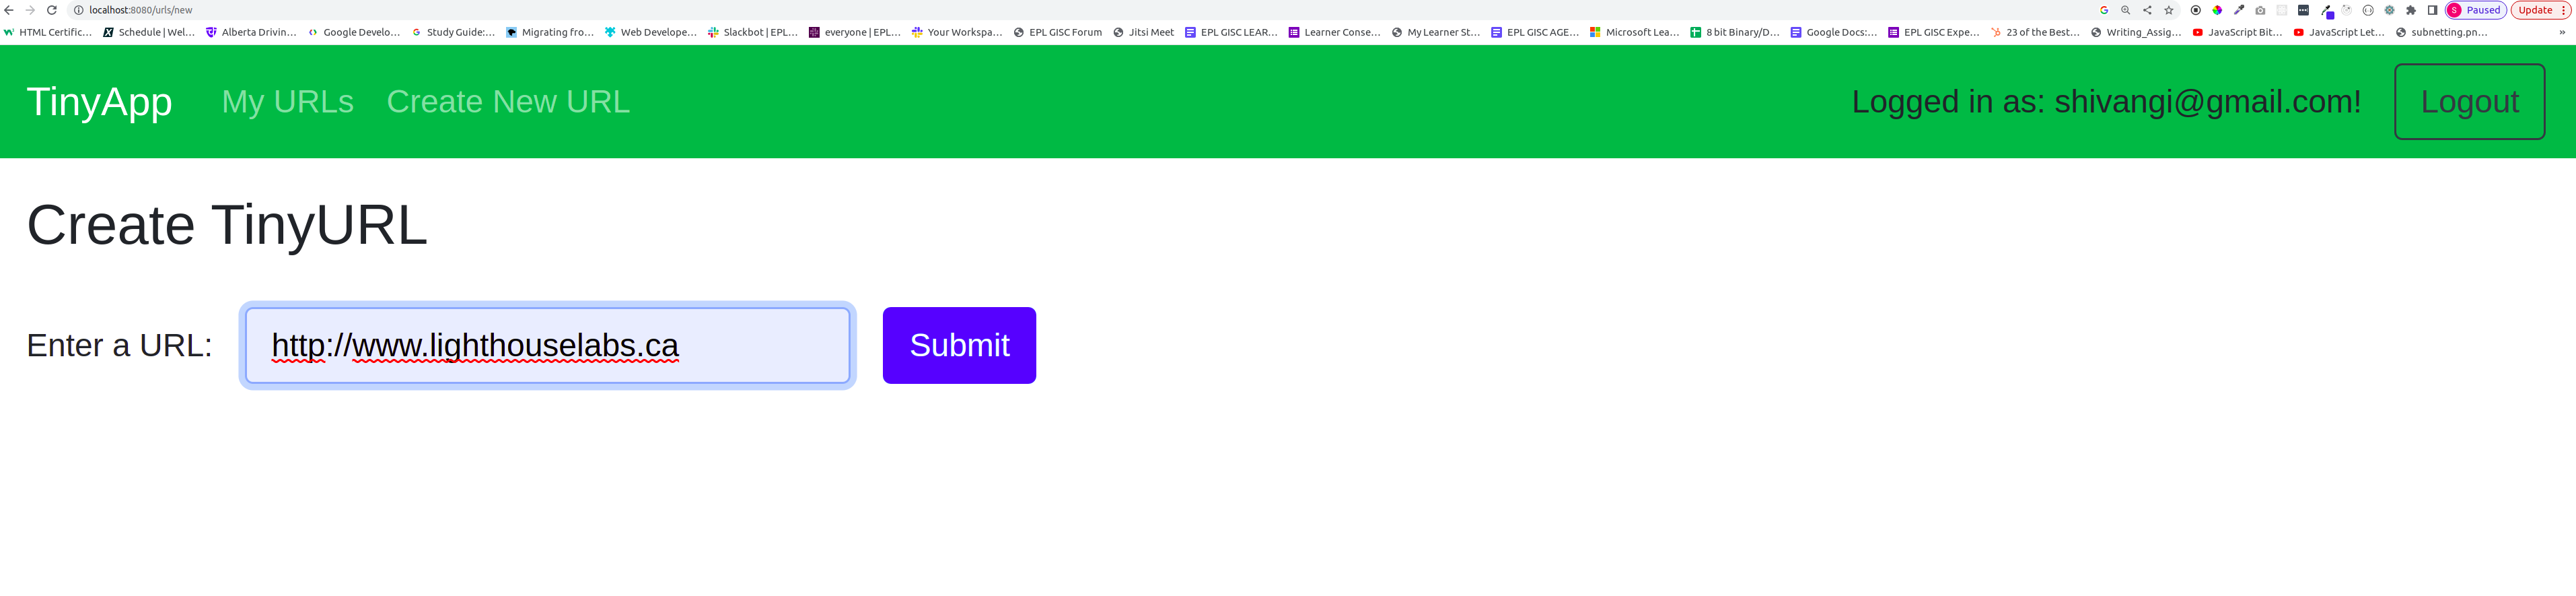 localhost:8080/urls/new
S Paused Update
HTML Certific... Schedule | Wel... Alberta Drivin... Google Develo... Study Guide:... Migrating fro... Web Develope... Slackbot | EPL... everyone | EPL... Your Workspa... EPL GISC Forum Jitsi Meet EPL GISC LEAR... Learner Conse... My Learner St... EPL GISC AGE... Microsoft Lea... 8 bit Binary/D... Google Docs:... EPL GISC Expe... 23 of the Best... Writing_Assig... JavaScript Bit... JavaScript Let... subnetting.pn... »
TinyApp My URLs Create New URL Logged in as: shivangi@gmail.com! Logout
Create TinyURL
Enter a URL: http://www.lighthouselabs.ca Submit